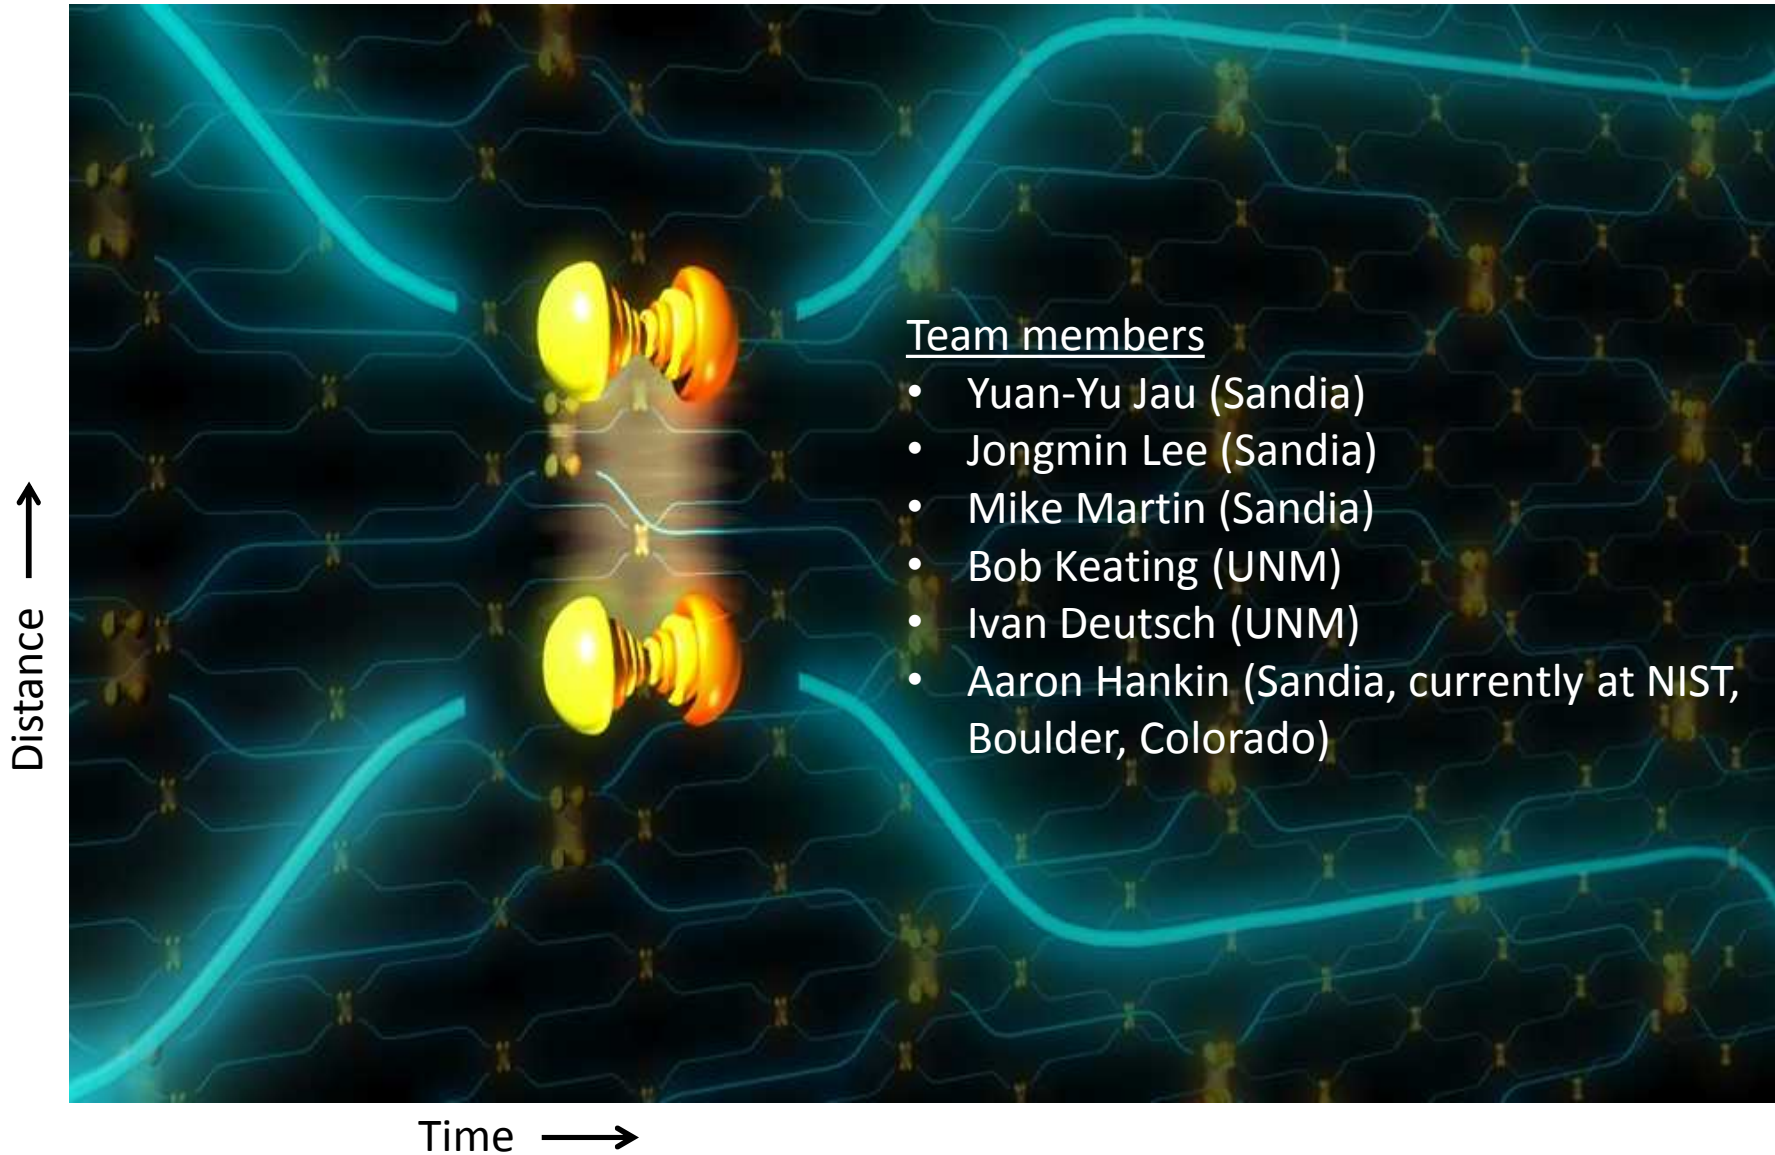 Team members
• Yuan-Yu Jau (Sandia)
• Jongmin Lee (Sandia)
• Mike Martin (Sandia)
• Bob Keating (UNM)
• Ivan Deutsch (UNM)
• Aaron Hankin (Sandia, currently at NIST,
Boulder, Colorado)
Distance
Time